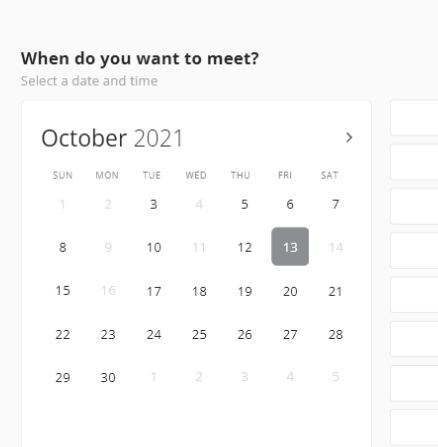 When do you want to meet?
Select a date and time
October 2021
SUN MON TUE WED THU FRI SAT
1 2 3 4 5 6 7
8 9 10 11 12 13 14
15 16 17 18 19 20 21
22 23 24 25 26 27 28
29 30 1 2 3 4 5